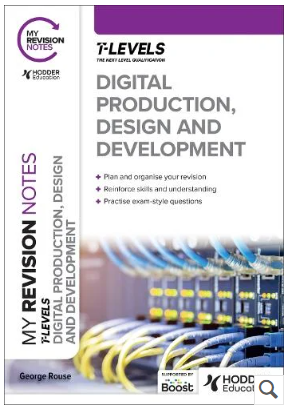 MY
REVISION
NOTES
HODDER
Education
T-LEVELS
THE NEXT LEVEL QUALIFICATION
DIGITAL
PRODUCTION,
DESIGN AND
DEVELOPMENT
Plan and organise your revision
Reinforce skills and understanding
Practise exam-style questions
MY REVISION NOTES
T-LEVELS
DIGITAL PRODUCTION, DESIGN
AND DEVELOPMENT
George Rouse
SUPPORTED BY
Boost
HODDER
Education